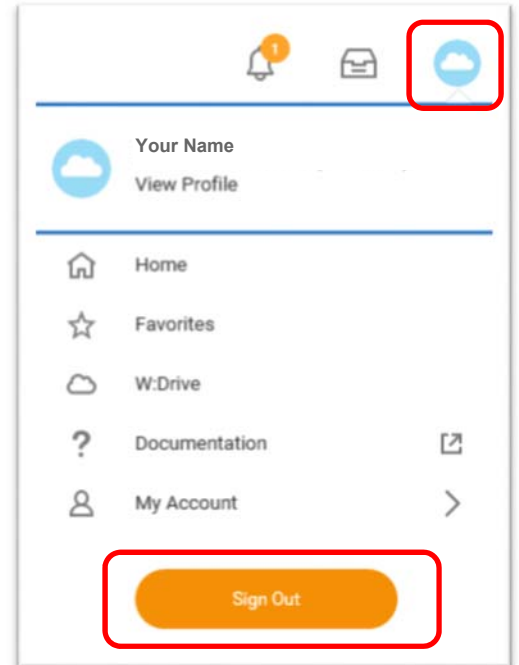 1
Your Name
View Profile
Home
Favorites
W:Drive
? Documentation
My Account
Sign Out